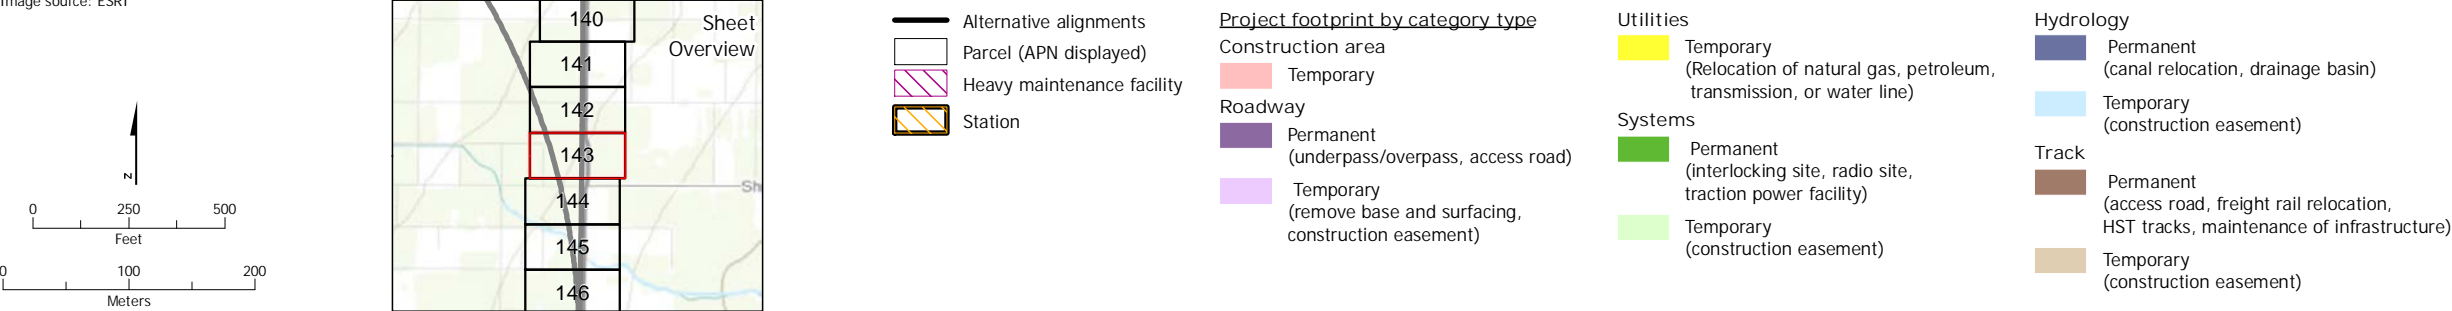 Image source: ESRI
N
0 250 500
Feet
0 100 200
Meters
Sheet
Overview
140
141
142
143
144
145
146
Sh
Alternative alignments
Parcel (APN displayed)
Heavy maintenance facility
Station
Project footprint by category type
Construction area
Temporary
Roadway
Permanent
(underpass/overpass, access road)
Temporary
(remove base and surfacing,
construction easement)
Utilities
Temporary
(Relocation of natural gas, petroleum,
transmission, or water line)
Systems
Permanent
(interlocking site, radio site,
traction power facility)
Temporary
(construction easement)
Hydrology
Permanent
(canal relocation, drainage basin)
Temporary
(construction easement)
Track
Permanent
(access road, freight rail relocation,
HST tracks, maintenance of infrastructure)
Temporary
(construction easement)